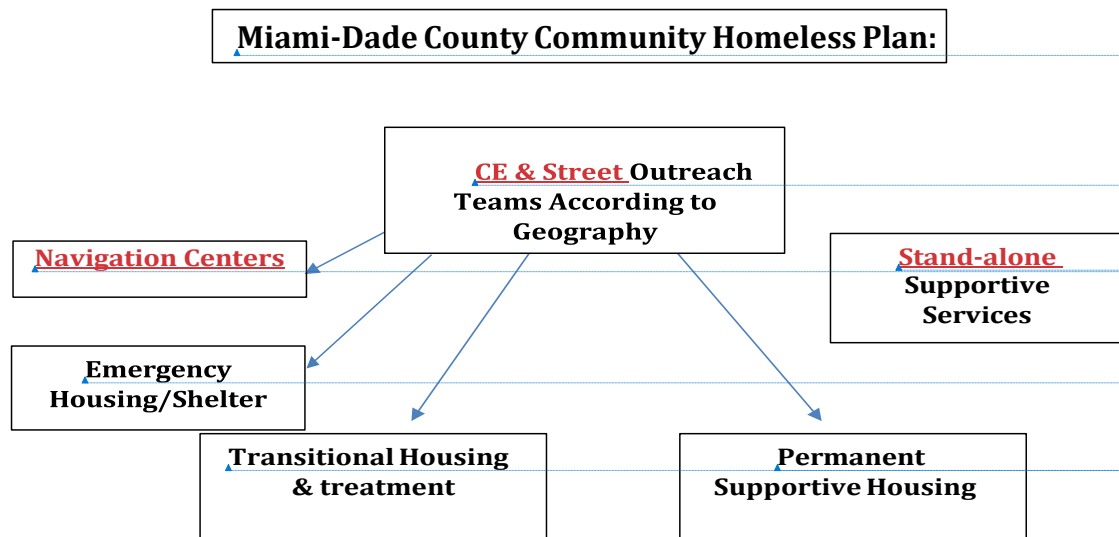 Miami-Dade County Community Homeless Plan:
CE & Street Outreach
Teams According to
Geography
Navigation Centers
Stand-alone
Supportive
Services
Emergency
Housing/Shelter
Transitional Housing
& treatment
Permanent
Supportive Housing